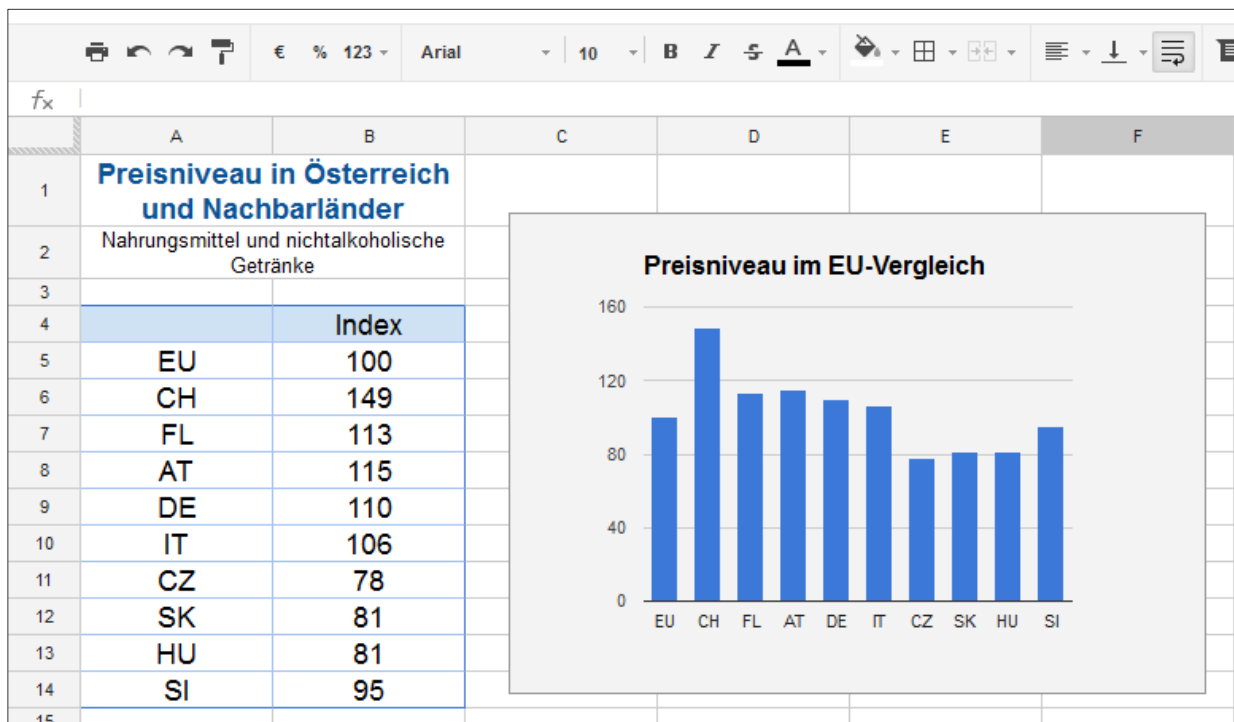 € % 123 Arial 10 B I S A
fx
A B C D E F
1 Preisniveau in Österreich
und Nachbarländer
2 Nahrungsmittel und nichtalkoholische
Getränke
3
4 Index
5 EU 100
6 CH 149
7 FL 113
8 AT 115
9 DE 110
10 IT 106
11 CZ 78
12 SK 81
13 HU 81
14 SI 95
15
Preisniveau im EU-Vergleich
160
120
80
40
0
EU CH FL AT DE IT CZ SK HU SI